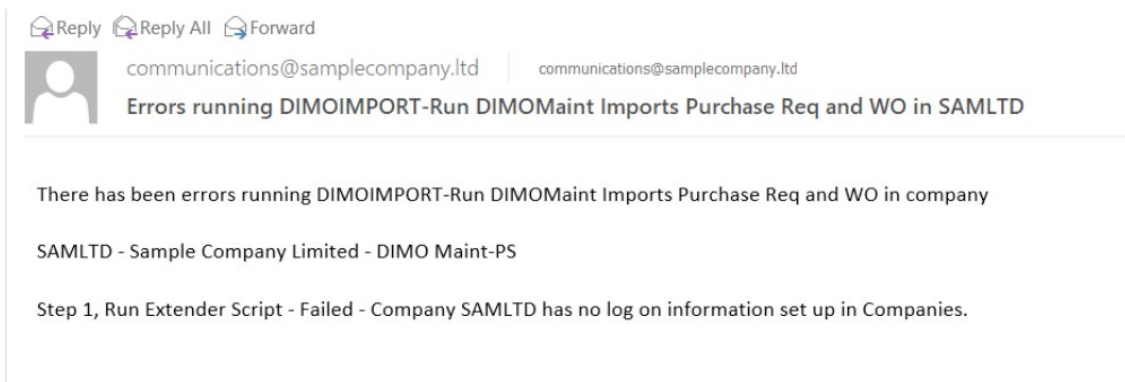 Reply Reply All Forward
communications@samplecompany.ltd communications@samplecompany.ltd
Errors running DIMOIMPORT-Run DIMOMaint Imports Purchase Req and WO in SAMLTD
There has been errors running DIMOIMPORT-Run DIMOMaint Imports Purchase Req and WO in company
SAMLTD - Sample Company Limited - DIMO Maint-PS
Step 1, Run Extender Script - Failed - Company SAMLTD has no log on information set up in Companies.